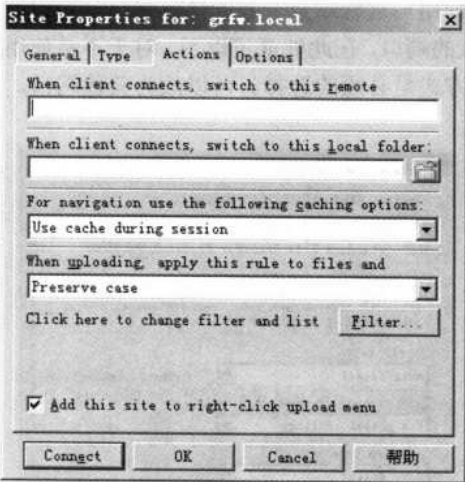 Site Properties for: grfw.local
General Type Actions Options
When client connects, switch to this remote
When client connects, switch to this local folder:
For navigation use the following caching options:
Use cache during session
When uploading, apply this rule to files and
Preserve case
Click here to change filter and list Filter...
Add this site to right-click upload menu
Connect OK Cancel 帮助